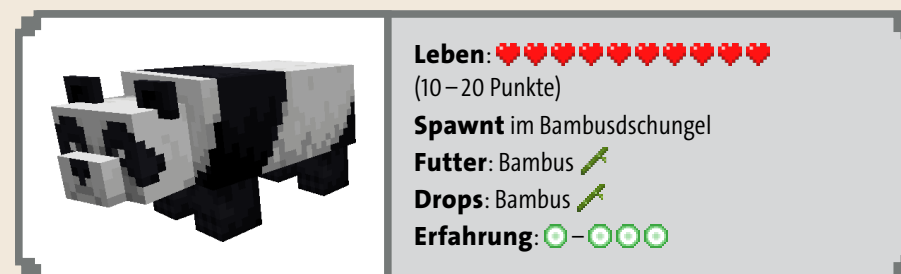 Leben:
(10–20 Punkte)
Spawnt im Bambusdschungel
Futter: Bambus
Drops: Bambus
Erfahrung: –